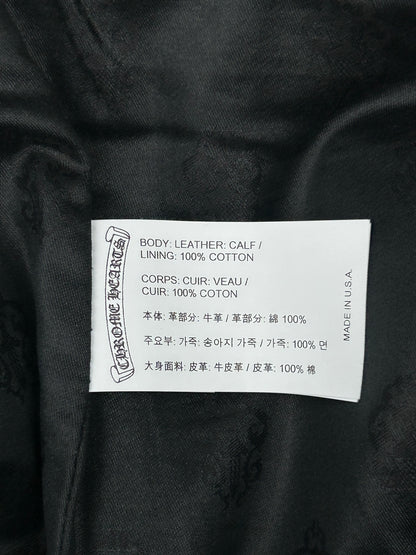 CHROME HEARTS
BODY: LEATHER: CALF /
LINING: 100% COTTON
CORPS: CUIR: VEAU /
CUIR: 100% COTON
本体: 革部分: 牛革 / 革部分: 綿 100%
주요부: 가죽: 송아지 가죽 / 가죽: 100% 면
大身面料: 皮革: 牛皮革 / 皮革: 100% 棉
MADE IN U.S.A.